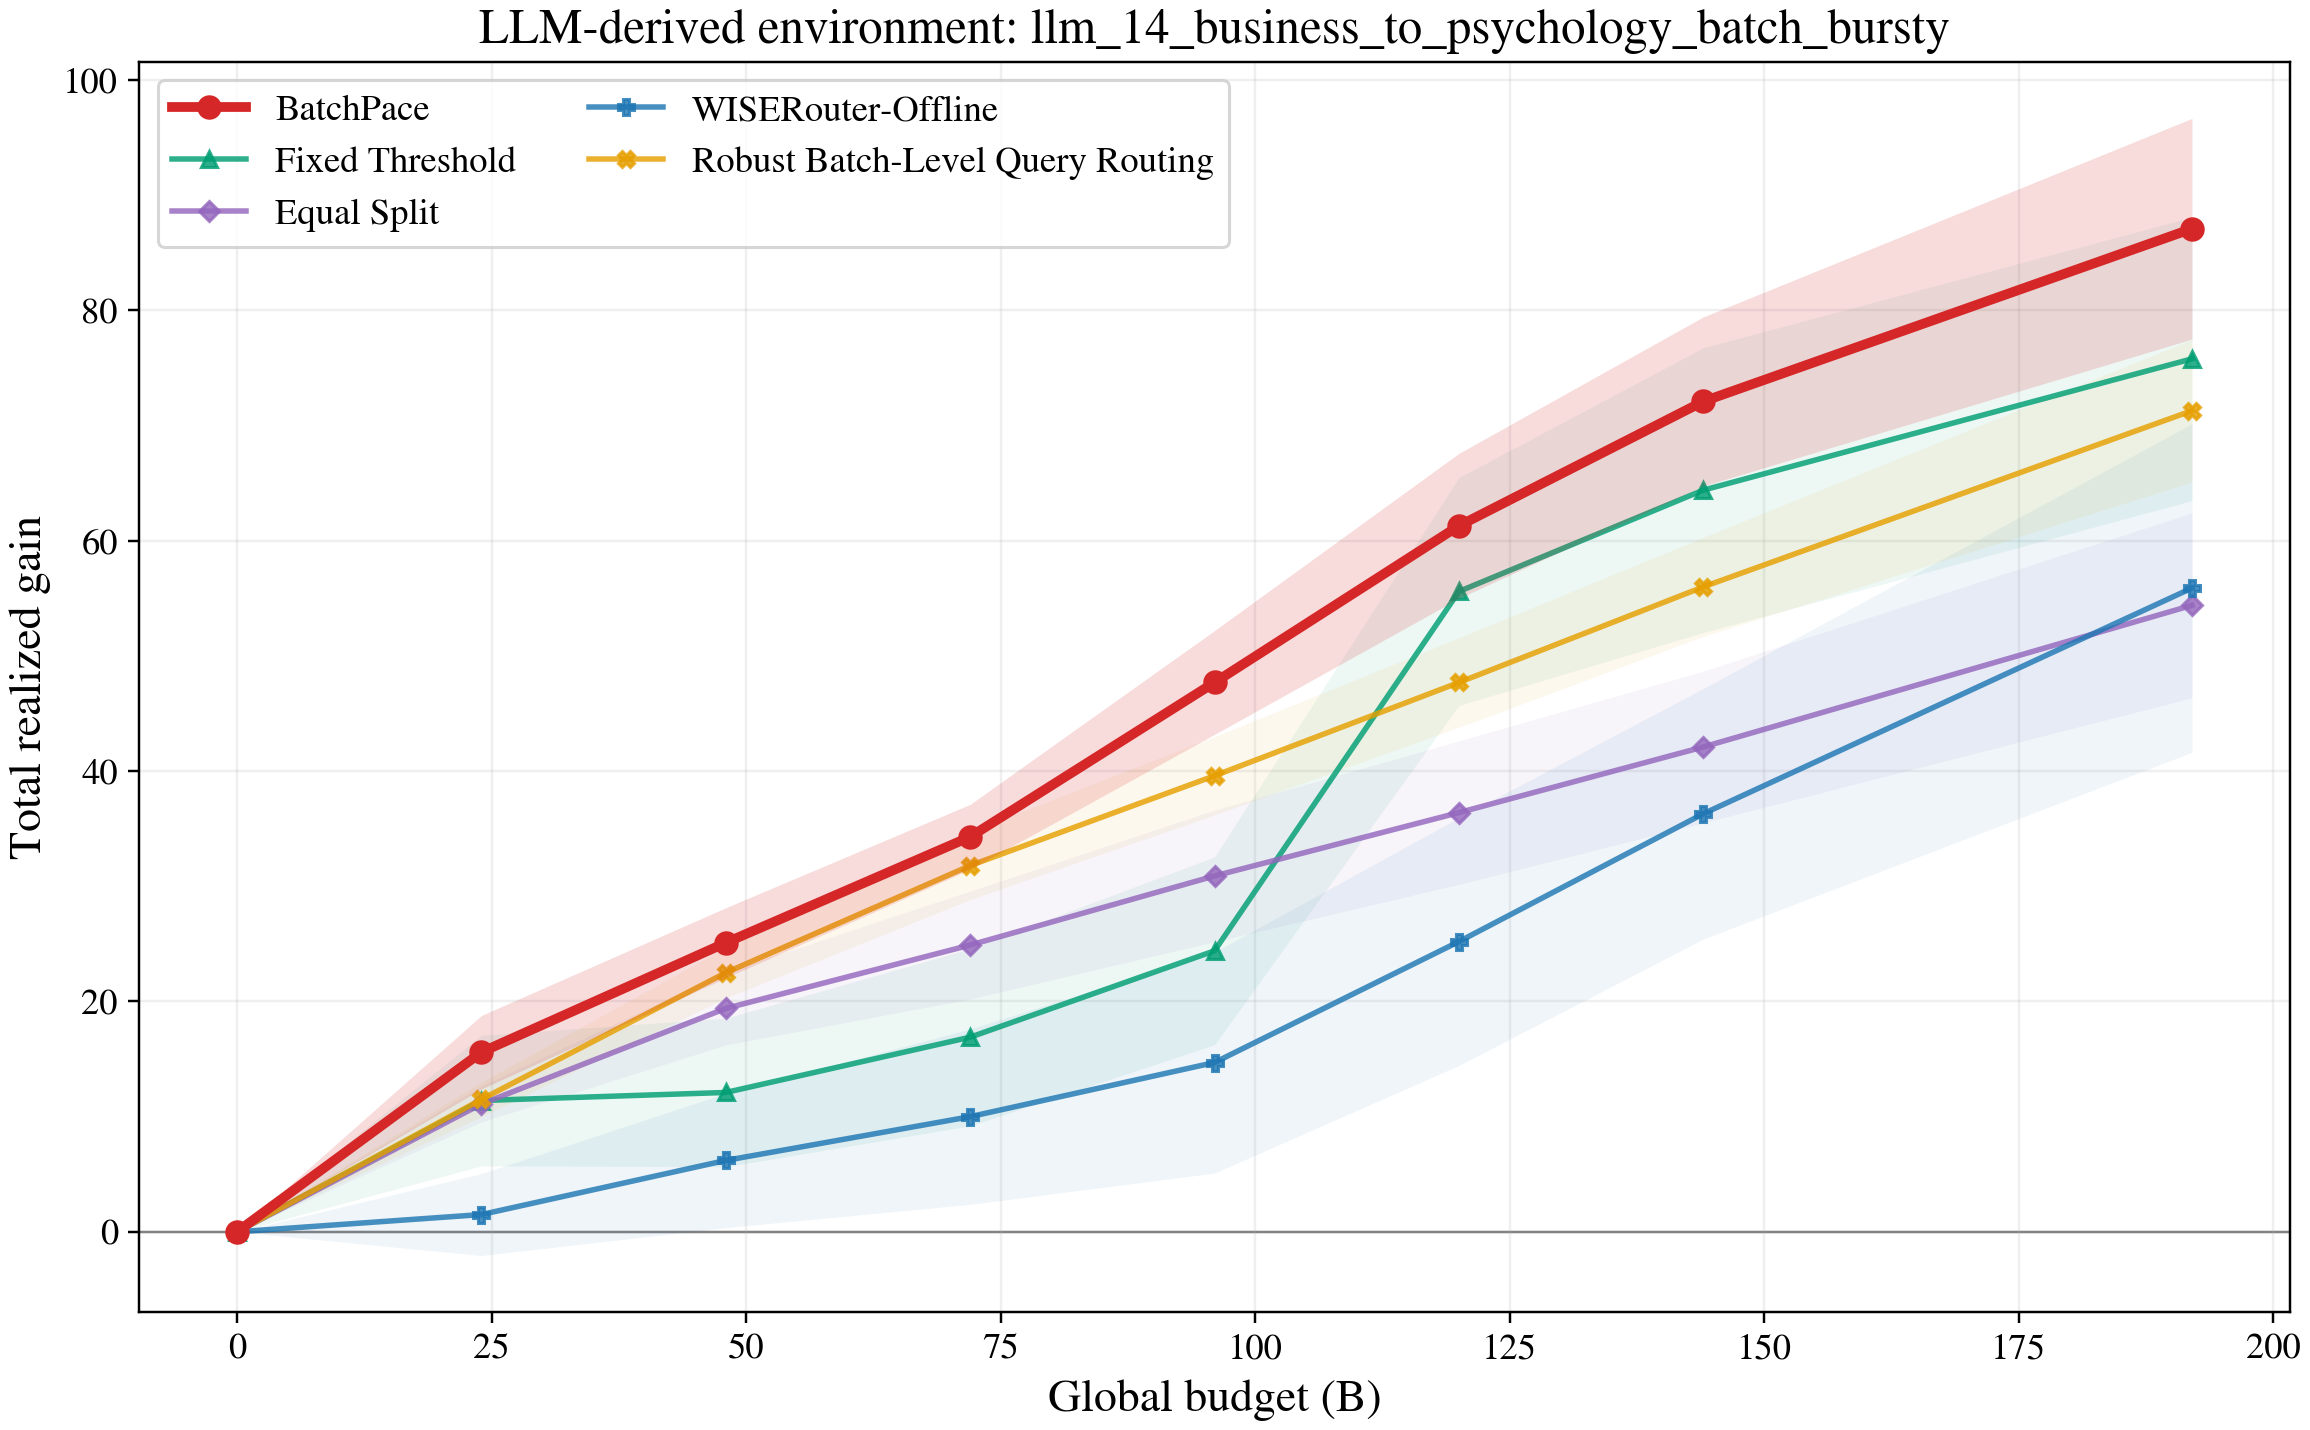 LLM-derived environment: llm_14_business_to_psychology_batch_bursty
BatchPace
Fixed Threshold
Equal Split
WISERouter-Offline
Robust Batch-Level Query Routing
Total realized gain
100
80
60
40
20
0
0 25 50 75 100 125 150 175 200
Global budget (B)